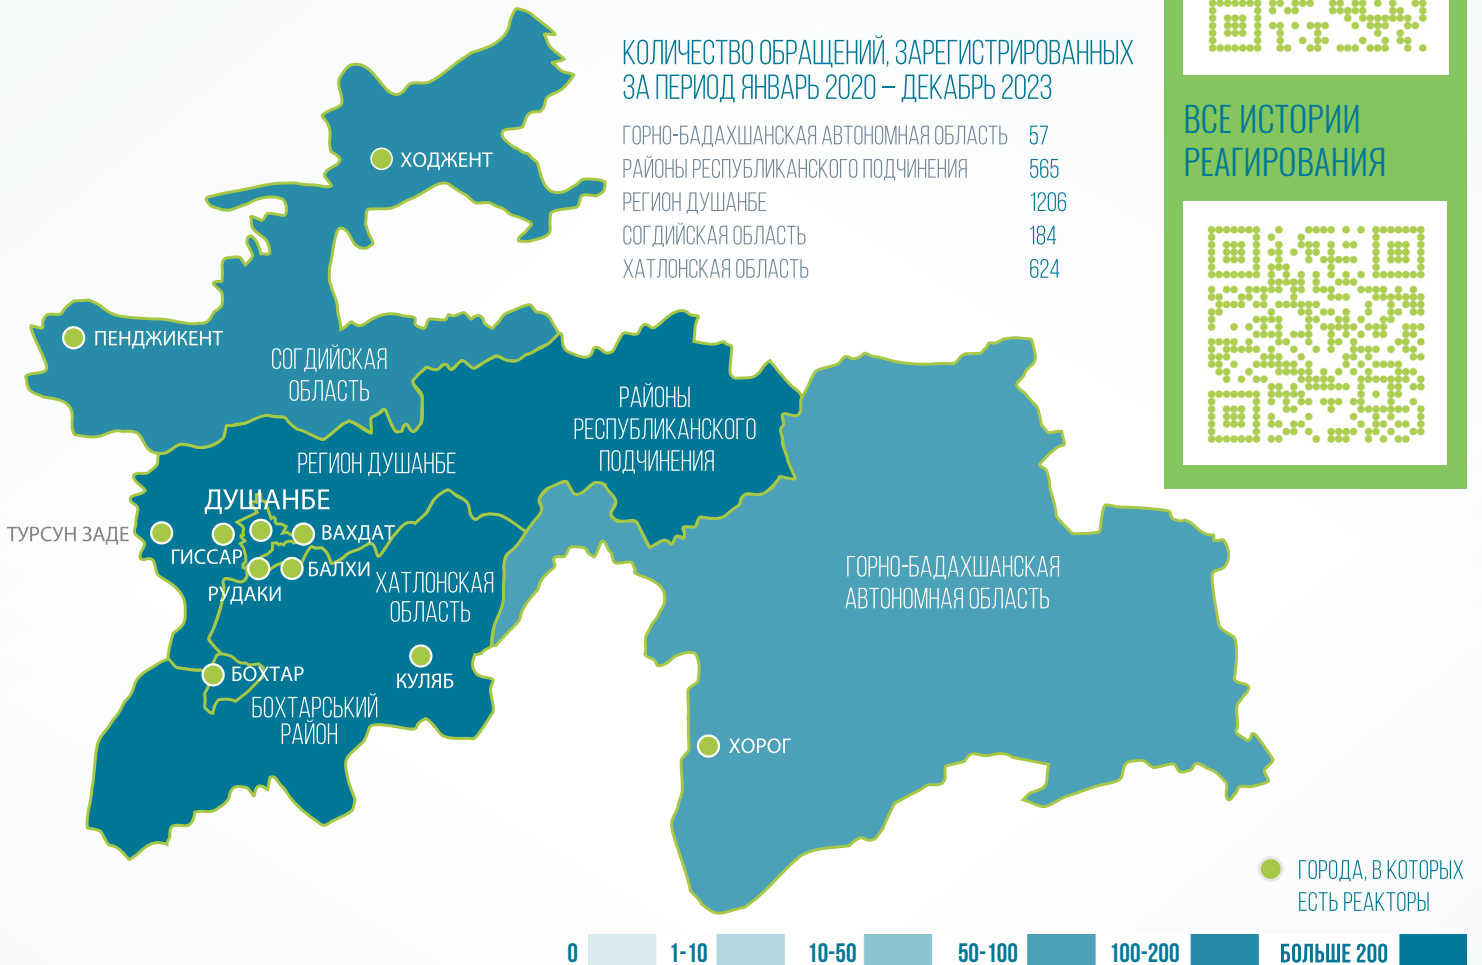 КОЛИЧЕСТВО ОБРАЩЕНИЙ, ЗАРЕГИСТРИРОВАННЫХ
ЗА ПЕРИОД ЯНВАРЬ 2020 – ДЕКАБРЬ 2023
ГОРНО-БАДАХШАНСКАЯ АВТОНОМНАЯ ОБЛАСТЬ 57
РАЙОНЫ РЕСПУБЛИКАНСКОГО ПОДЧИНЕНИЯ 565
РЕГИОН ДУШАНБЕ 1206
СОГДИЙСКАЯ ОБЛАСТЬ 184
ХАТЛОНСКАЯ ОБЛАСТЬ 624
ВСЕ ИСТОРИИ
РЕАГИРОВАНИЯ
ХОДЖЕНТ
ПЕНДЖИКЕНТ
СОГДИЙСКАЯ
ОБЛАСТЬ
РАЙОНЫ
РЕСПУБЛИКАНСКОГО
ПОДЧИНЕНИЯ
РЕГИОН ДУШАНБЕ
ДУШАНБЕ
ТУРСУН ЗАДЕ
ВАХДАТ
ГИССАР
БАЛХИ
РУДАКИ
ХАТЛОНСКАЯ
ОБЛАСТЬ
ГОРНО-БАДАХШАНСКАЯ
АВТОНОМНАЯ ОБЛАСТЬ
БОХТАР
КУЛЯБ
БОХТАРСЬКИЙ
РАЙОН
ХОРОГ
ГОРОДА, В КОТОРЫХ
ЕСТЬ РЕАКТОРЫ
0 1-10 10-50 50-100 100-200 БОЛЬШЕ 200